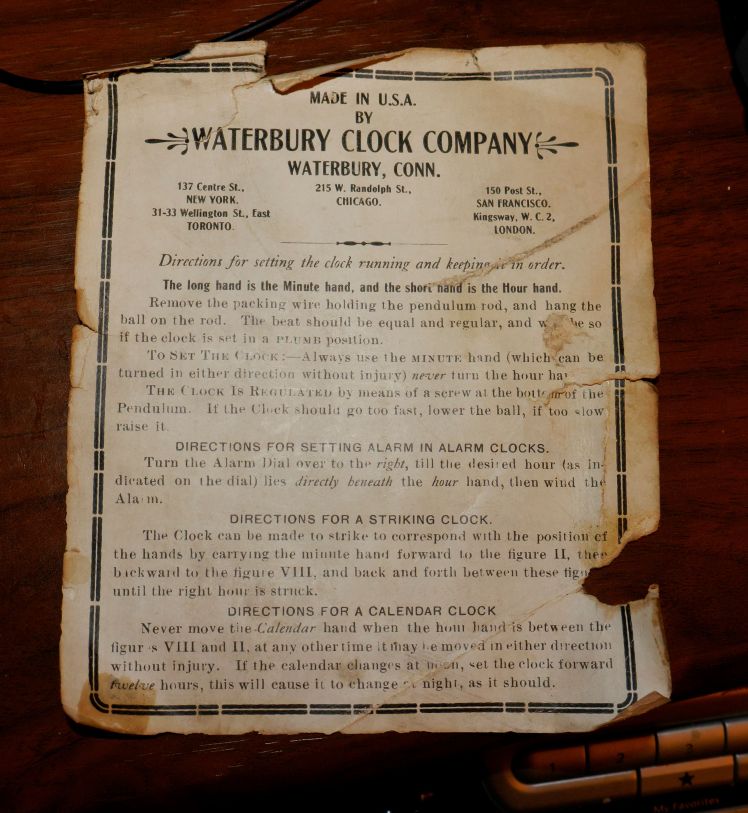 MADE IN U.S.A.
BY
WATERBURY CLOCK COMPANY
WATERBURY, CONN.
137 Centre St.,
NEW YORK.
31-33 Wellington St., East
TORONTO.
215 W. Randolph St.,
CHICAGO.
150 Post St.,
SAN FRANCISCO.
Kingsway, W. C. 2,
LONDON.
Directions for setting the clock running and keeping it in order.
The long hand is the Minute hand, and the short hand is the Hour hand.
Remove the packing wire holding the pendulum rod, and hang the
ball on the rod. The beat should be equal and regular, and will be so
if the clock is set in a PLUMB position.
TO SET THE CLOCK:—Always use the MINUTE hand (which can be
turned in either direction without injury) never turn the hour
THE CLOCK IS REGULATED by means of a screw at the bottom of the
Pendulum. If the Clock should go too fast, lower the ball, if too slow
raise it.
DIRECTIONS FOR SETTING ALARM IN ALARM CLOCKS.
Turn the Alarm Dial over to the right, till the desired hour (as in-
dicated on the dial) lies directly beneath the hour hand, then wind the
Alarm.
DIRECTIONS FOR A STRIKING CLOCK.
The Clock can be made to strike to correspond with the position of
the hands by carrying the minute hand forward to the figure II, then
backward to the figure VIII, and back and forth between these
until the right hour is struck.
DIRECTIONS FOR A CALENDAR CLOCK
Never move the Calendar hand when the hour hand is between the
figures VIII and II, at any other time it may be moved in either direction
without injury. If the calendar changes at noon, set the clock forward
twelve hours, this will cause it to change at night, as it should.
1 2 3
★
My Favorites